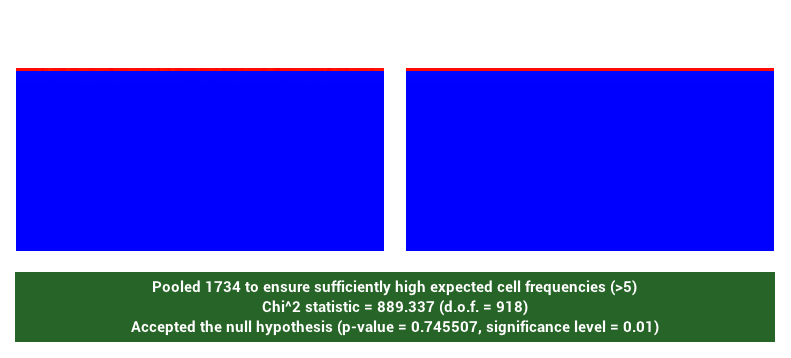 Pooled 1734 to ensure sufficiently high expected cell frequencies (>5)
Chi^2 statistic = 889.337 (d.o.f. = 918)
Accepted the null hypothesis (p-value = 0.745507, significance level = 0.01)